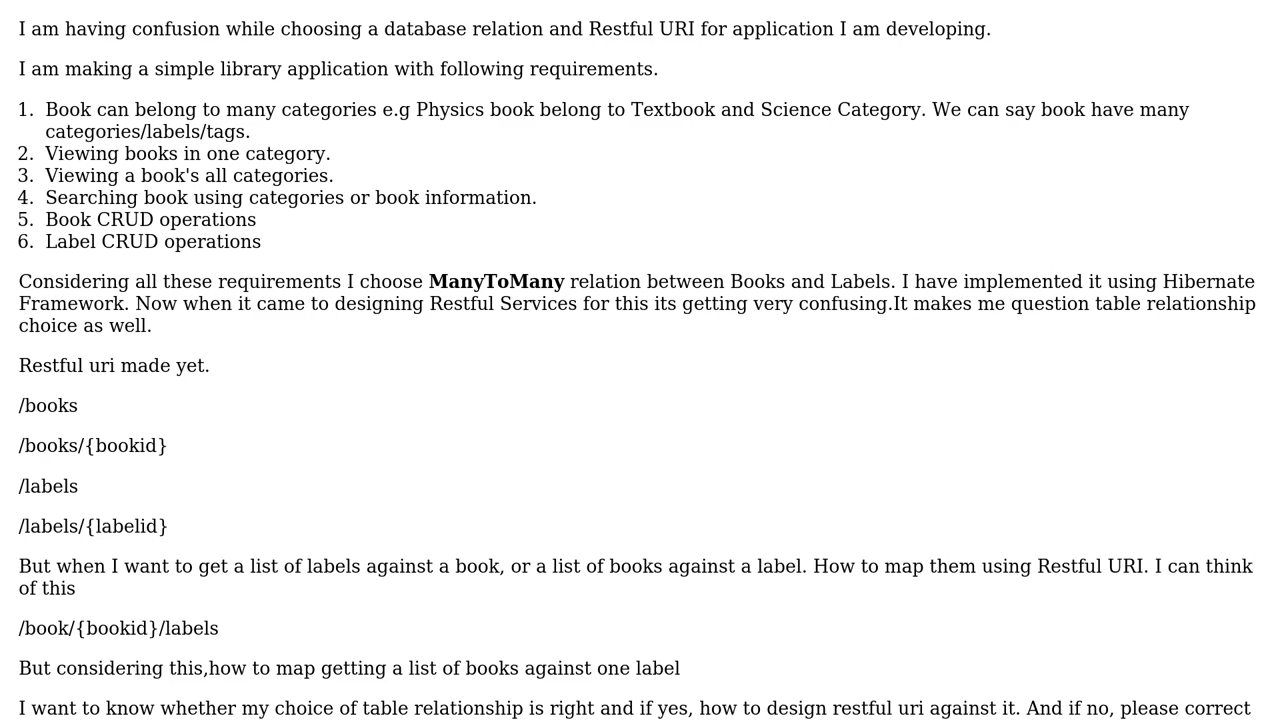 I am having confusion while choosing a database relation and Restful URI for application I am developing.
I am making a simple library application with following requirements.
1. Book can belong to many categories e.g Physics book belong to Textbook and Science Category. We can say book have many
categories/labels/tags.
2. Viewing books in one category.
3. Viewing a book's all categories.
4. Searching book using categories or book information.
5. Book CRUD operations
6. Label CRUD operations
Considering all these requirements I choose ManyToMany relation between Books and Labels. I have implemented it using Hibernate
Framework. Now when it came to designing Restful Services for this its getting very confusing.It makes me question table relationship
choice as well.
Restful uri made yet.
/books
/books/{bookid}
/labels
/labels/{labelid}
But when I want to get a list of labels against a book, or a list of books against a label. How to map them using Restful URI. I can think
of this
/book/{bookid}/labels
But considering this,how to map getting a list of books against one label
I want to know whether my choice of table relationship is right and if yes, how to design restful uri against it. And if no, please correct